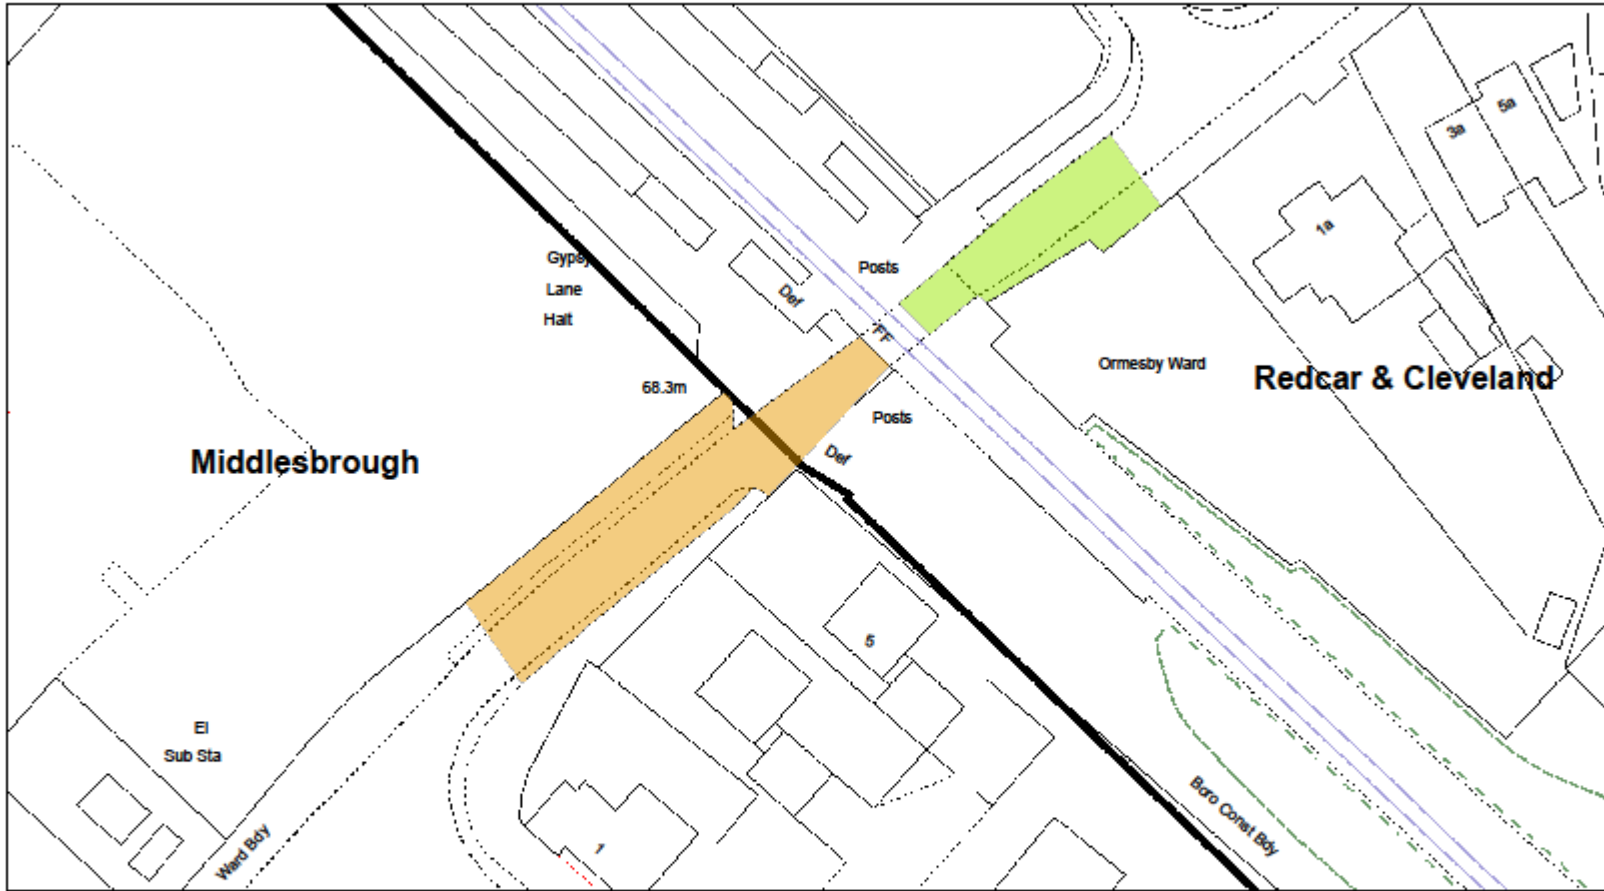 3a
5a
1a
Gypsy
Lane
Halt
Posts
Def
FF
Ormesby Ward
Redcar & Cleveland
68.3m
Posts
Def
Middlesbrough
5
El
Sub Sta
Ward Bdy
1
Boro Const Bdy